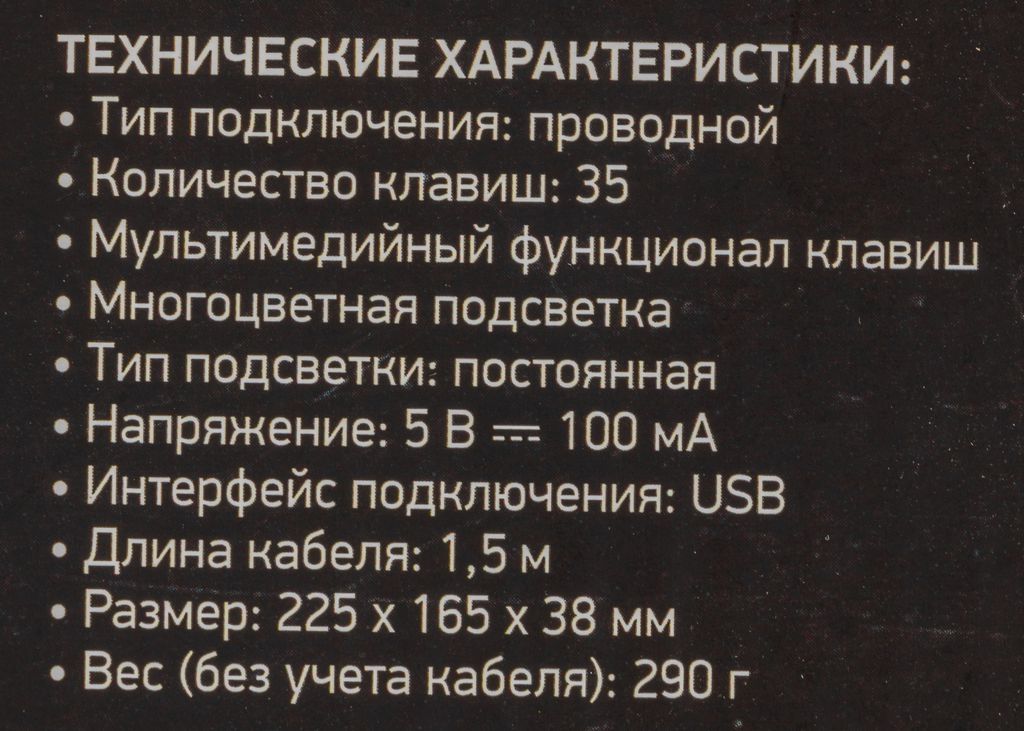 ТЕХНИЧЕСКИЕ ХАРАКТЕРИСТИКИ:
• Тип подключения: проводной
• Количество клавиш: 35
• Мультимедийный функционал клавиш
• Многоцветная подсветка
• Тип подсветки: постоянная
• Напряжение: 5 В ⎓ 100 мА
• Интерфейс подключения: USB
• Длина кабеля: 1,5 м
• Размер: 225 x 165 x 38 мм
• Вес (без учета кабеля): 290 г